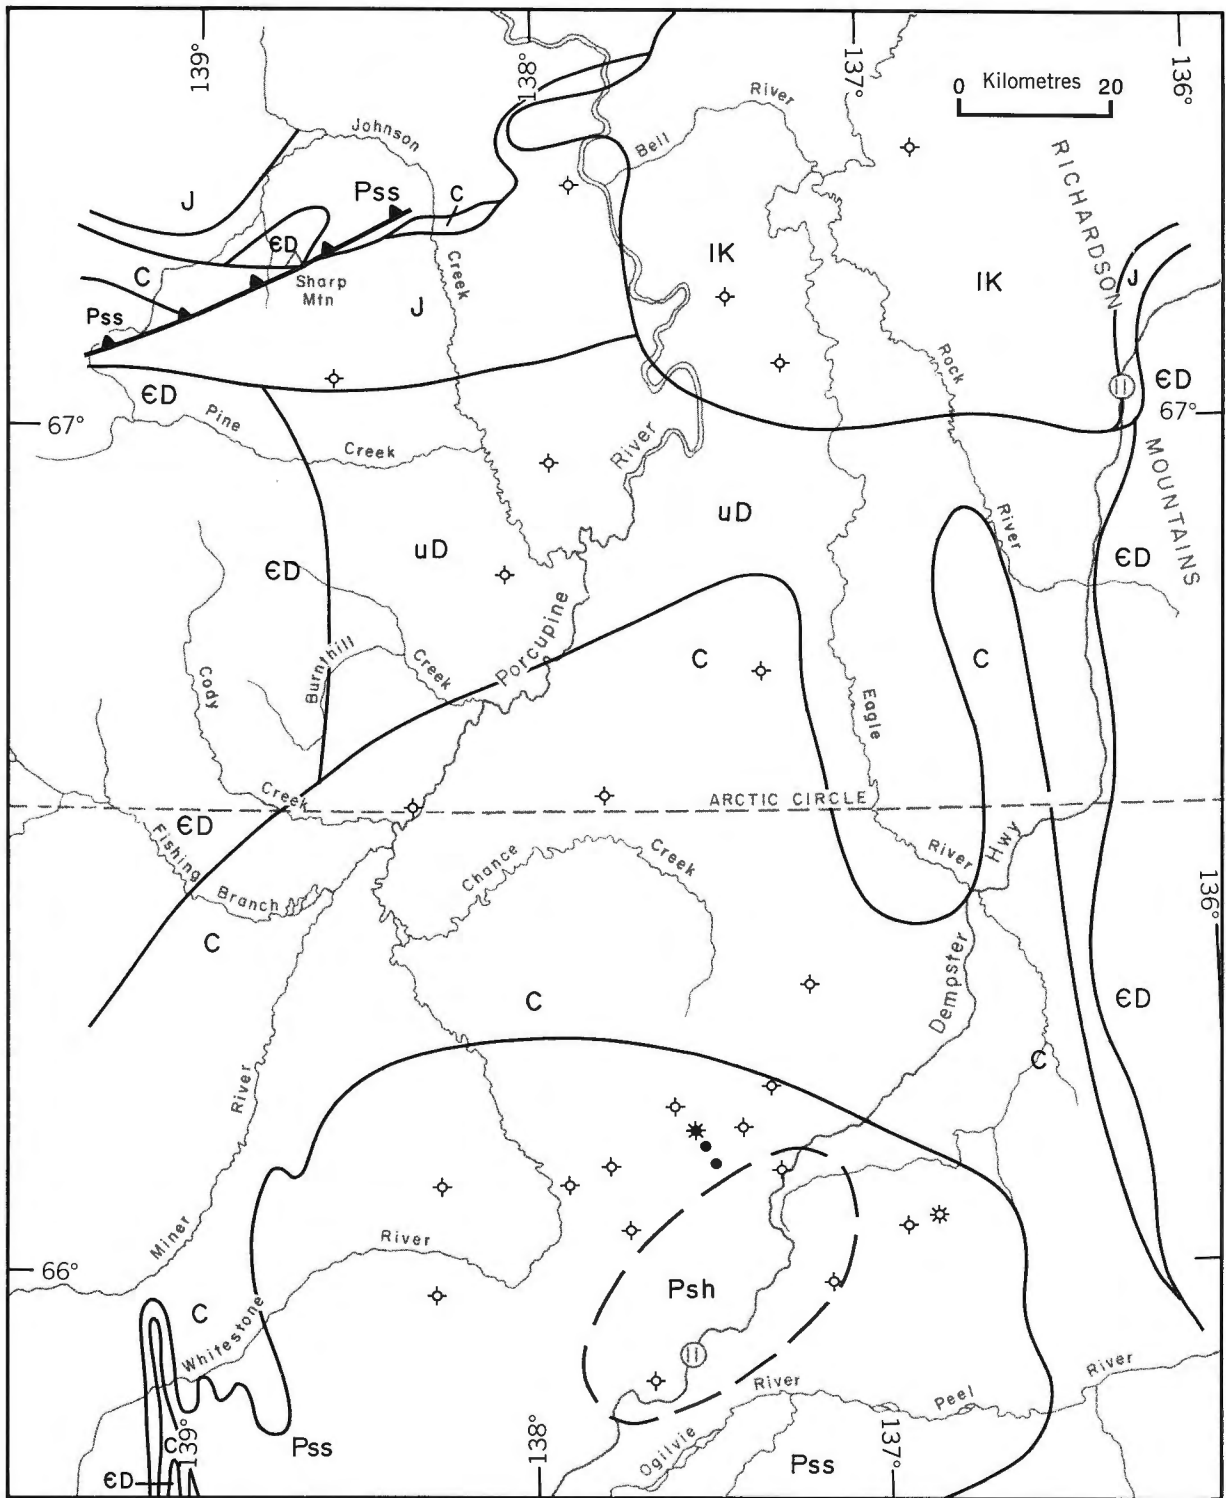 139°
138°
137°
136°
0 Kilometres 20
River
Bell
Johnson
RICHARDSON
J
Pss
C
ЄD
lK
lK
J
C
Sharp
Mtn
Creek
J
Pss
Rock
11
ЄD
ЄD
67°
67°
Pine
Creek
River
MOUNTAINS
uD
River
uD
ЄD
ЄD
Porcupine
Burnthill
Creek
C
C
Cody
Eagle
Creek
ARCTIC CIRCLE
ЄD
Fishing
Branch
Chance
Creek
River
Hwy
136°
C
Dempster
C
ЄD
C
River
Miner
River
66°
Psh
C
Whitestone
11
River
Peel
River
139°
C
Pss
138°
Ogilvie
Pss
137°
ЄD